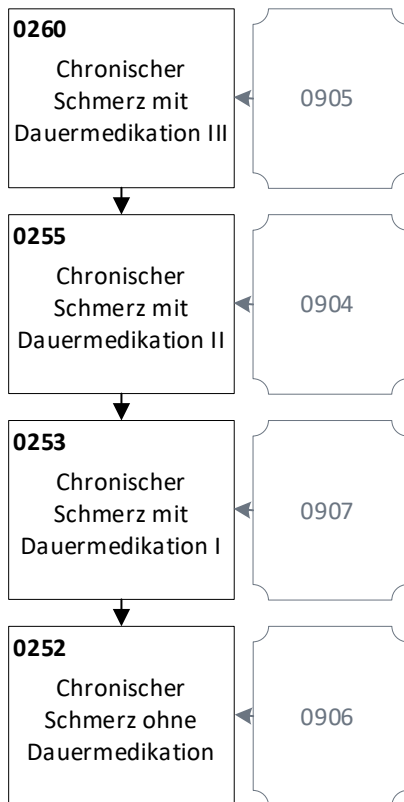 0260
Chronischer
Schmerz mit
Dauermedikation III
0905
0255
Chronischer
Schmerz mit
Dauermedikation II
0904
0253
Chronischer
Schmerz mit
Dauermedikation I
0907
0252
Chronischer
Schmerz ohne
Dauermedikation
0906